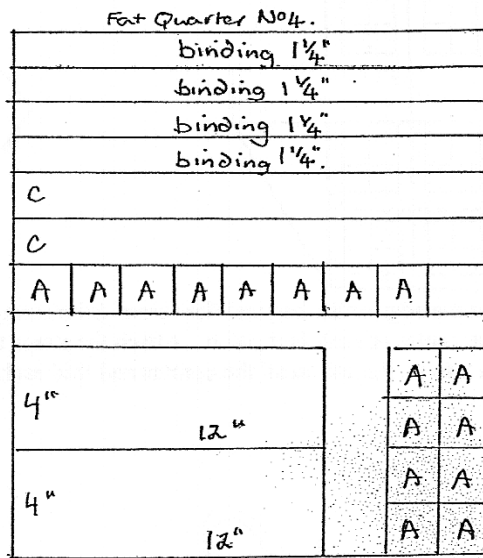 Fat Quarter No4.
binding 1¼"
binding 1¼"
binding 1¼"
binding 1¼".
C
C
A A A A A A A A
A A
4"
12"
A A
A A
4"
12"
A A